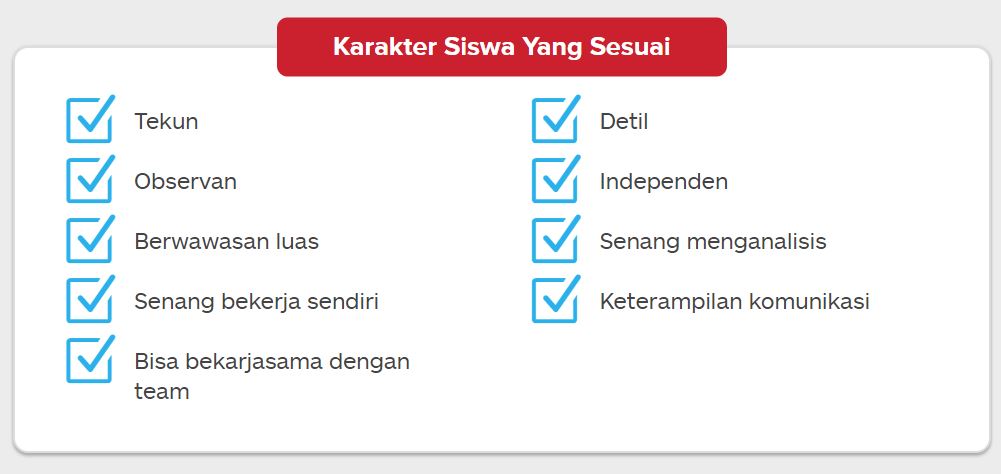 Karakter Siswa Yang Sesuai
Tekun
Detil
Observan
Independen
Berwawasan luas
Senang menganalisis
Senang bekerja sendiri
Keterampilan komunikasi
Bisa bekarjasama dengan
team